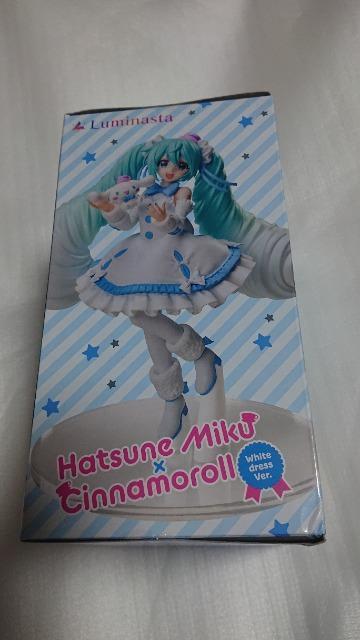 Luminasta
Hatsune Miku
×
Cinnamoroll
White
dress
Ver.